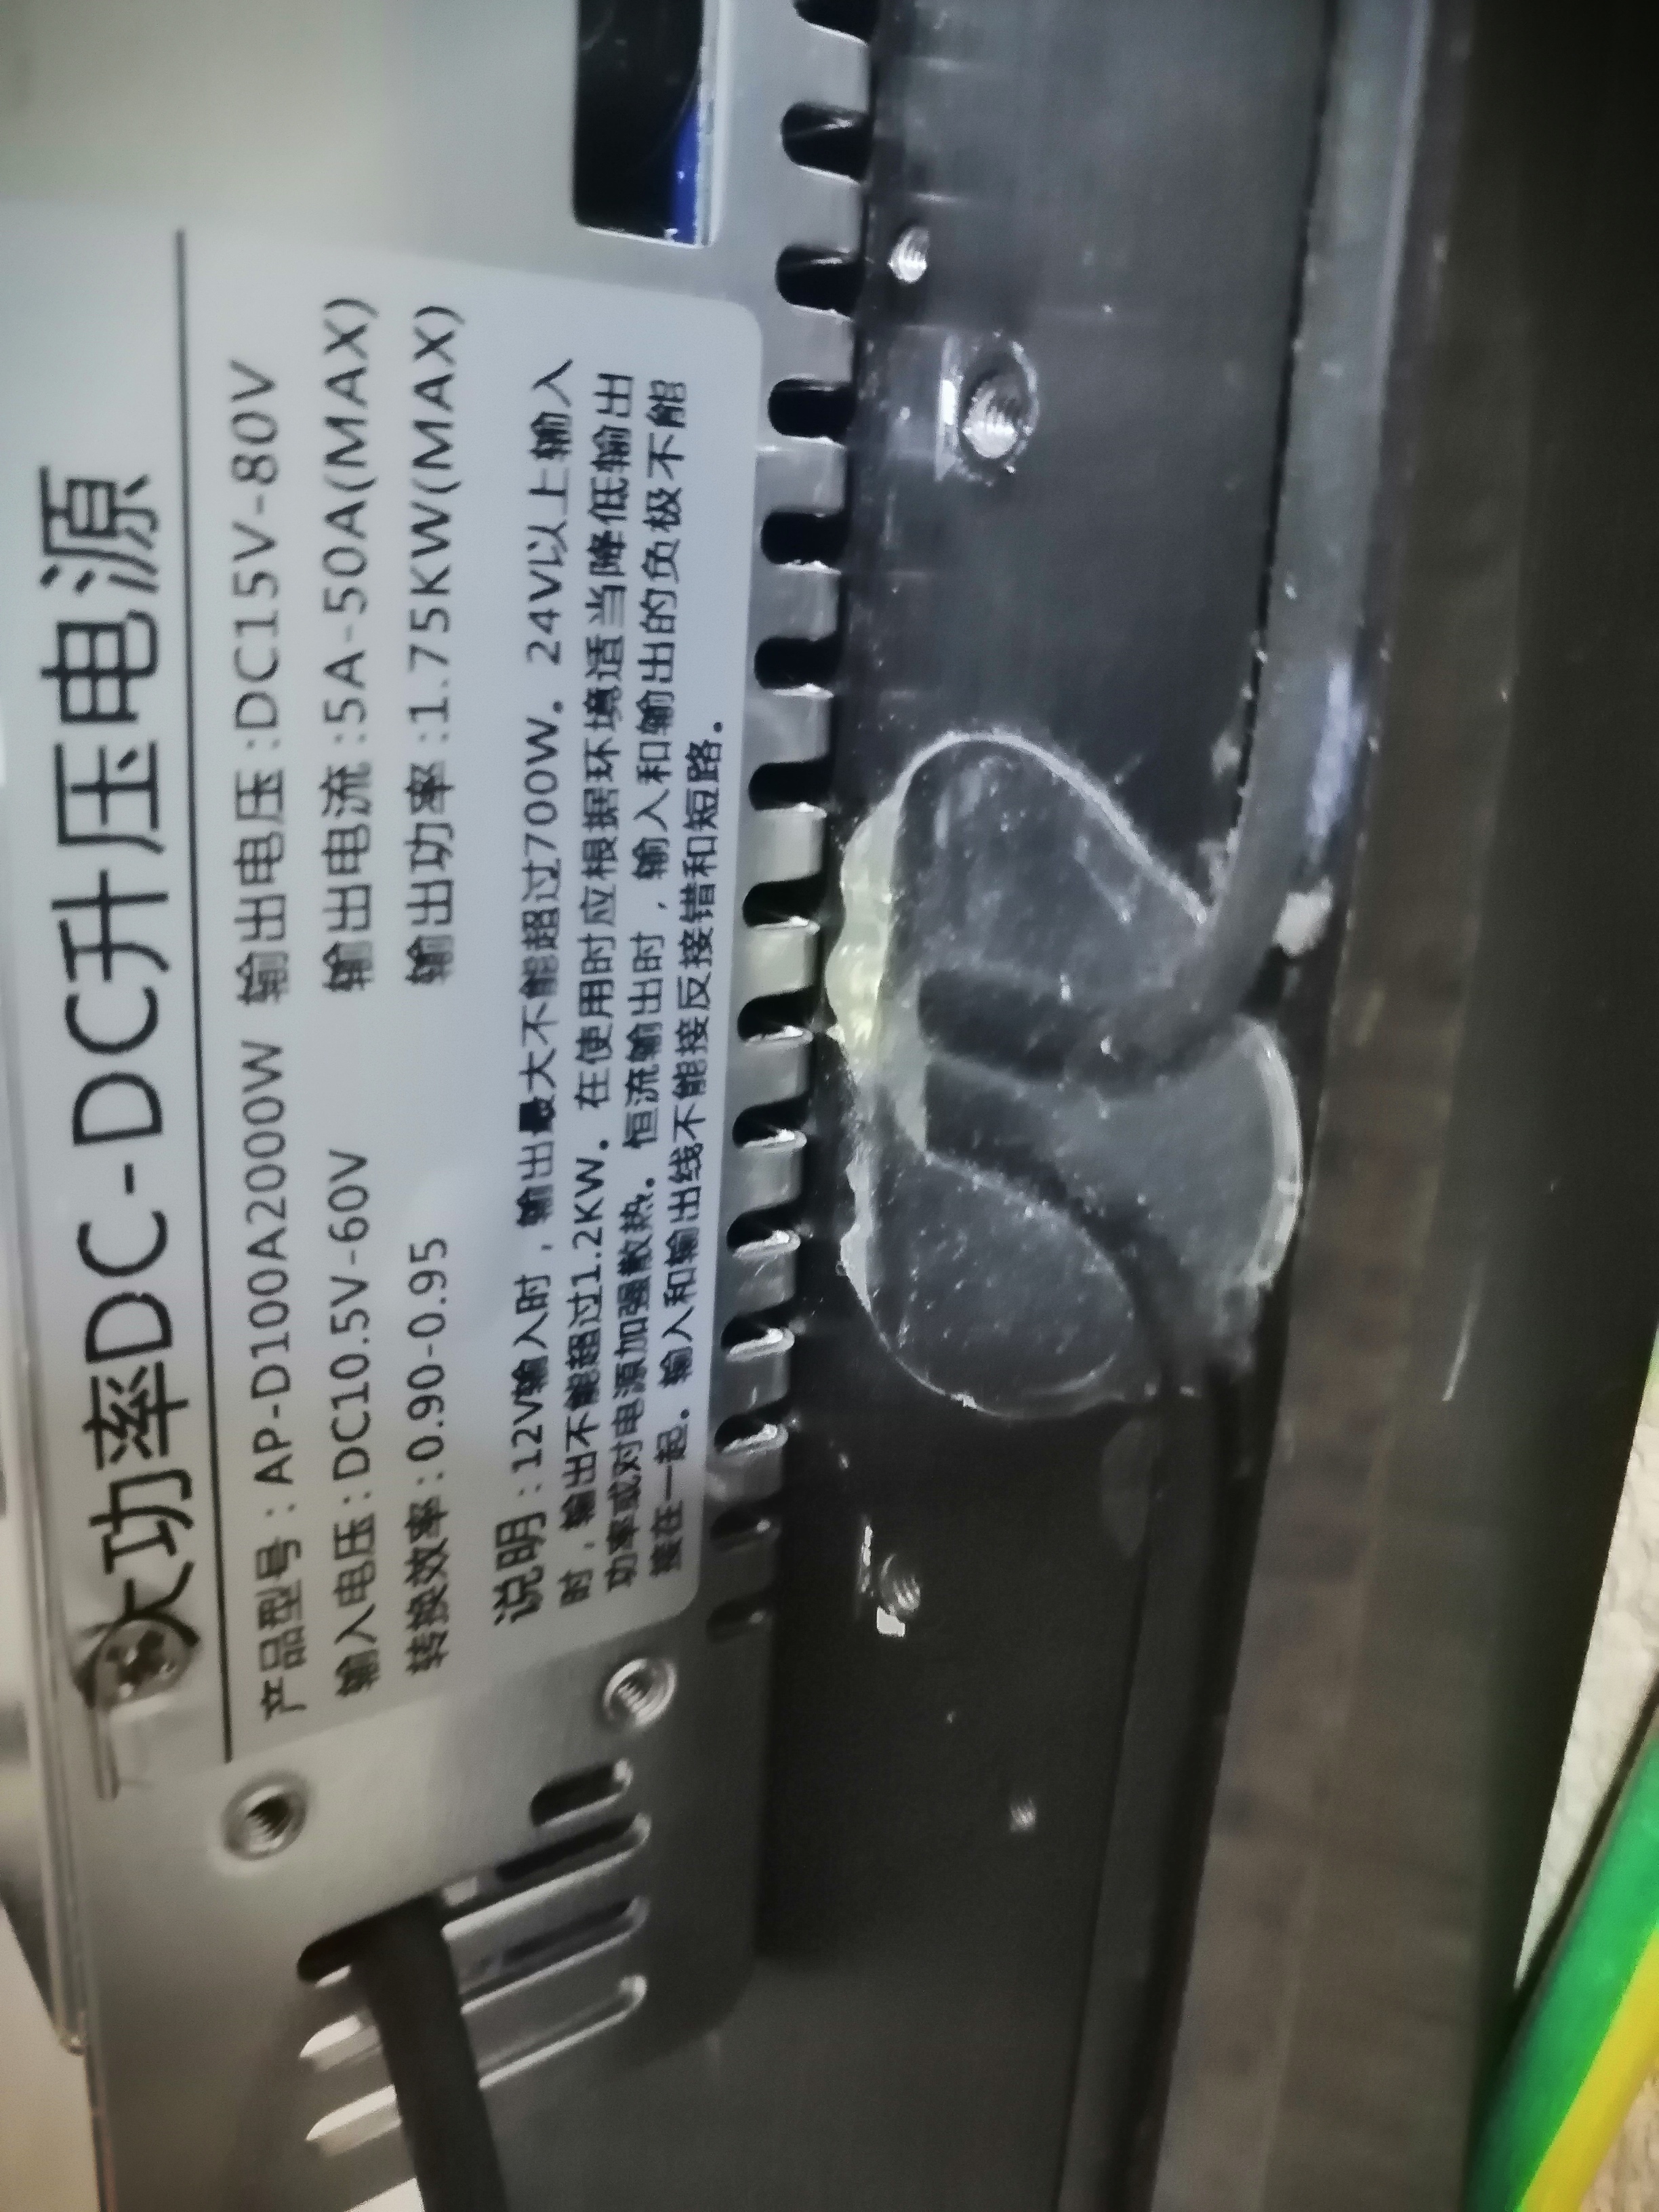 大功率DC-DC升压电源
产品型号:AP-D100A2000W 输出电压:DC15V-80V
输入电压:DC10.5V-60V 输出电流:5A-50A(MAX)
转换效率:0.90-0.95 输出功率:1.75KW(MAX)
说明:12V输入时,输出最大不能超过700W。24V以上输入
时,输出不能超过1.2KW。在使用时应根据环境适当降低输出
功率或对电源加强散热。恒流输出时,输入和输出的负极不能
接在一起。输入和输出线不能接反接错和短路。